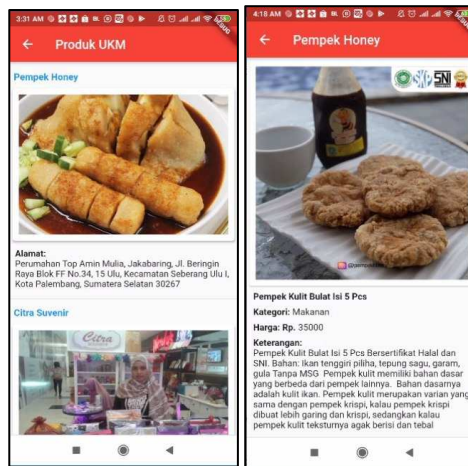 3:31 AM
DEBUG
Produk UKM
Pempek Honey
Alamat:
Perumahan Top Amin Mulia, Jakabaring, Jl. Beringin
Raya Blok FF No.34, 15 Ulu, Kecamatan Seberang Ulu I,
Kota Palembang, Sumatera Selatan 30267
Citra Suvenir
Citra
4:18 AM
Pempek Honey
SKP SNI
Pempek Kulit Bulat Isi 5 Pcs
Kategori: Makanan
Harga: Rp. 35000
Keterangan:
Pempek Kulit Bulat Isi 5 Pcs Bersertifikat Halal dan
SNI. Bahan: Ikan tenggiri piliha, tepung sagu, garam,
gula Tanpa MSG Pempek kulit memiliki bahan dasar
yang berbeda dari pempek lainnya. Bahan dasarnya
adalah kulit ikan. Pempek kulit merupakan varian yang
sama dengan pempek krispi, kalau pempek krispi
dibuat lebih garing dan krispi, sedangkan kalau
pempek kulit teksturnya agak berisi dan tebal